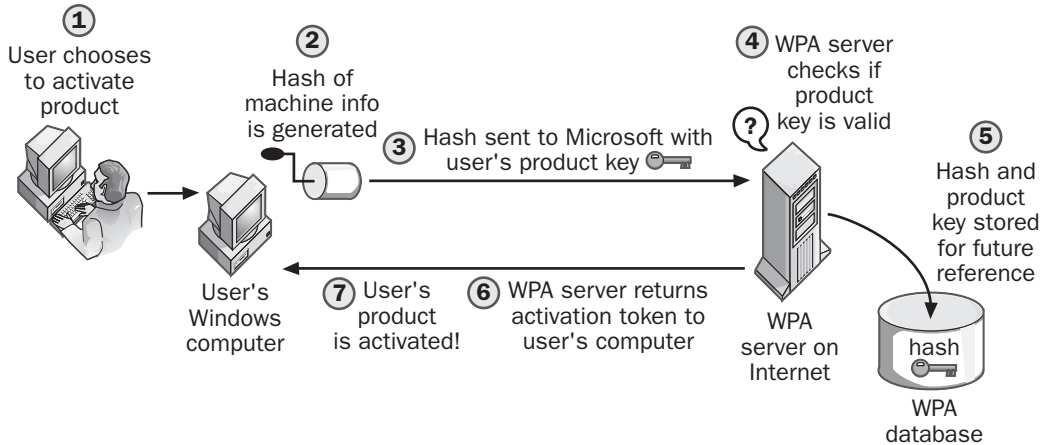 1
User chooses
to activate
product
2
Hash of
machine info
is generated
3
Hash sent to Microsoft with
user's product key
4
WPA server
checks if
product
key is valid
?
5
Hash and
product
key stored
for future
reference
User's
Windows
computer
7
User's
product
is activated!
6
WPA server returns
activation token to
user's computer
WPA
server on
Internet
hash
WPA
database